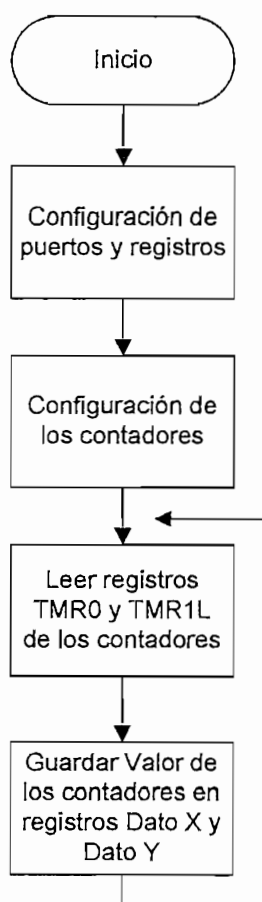 Inicio
Configuración de
puertos y registros
Configuración de
los contadores
Leer registros
TMR0 y TMR1L
de los contadores
Guardar Valor de
los contadores en
registros Dato X y
Dato Y